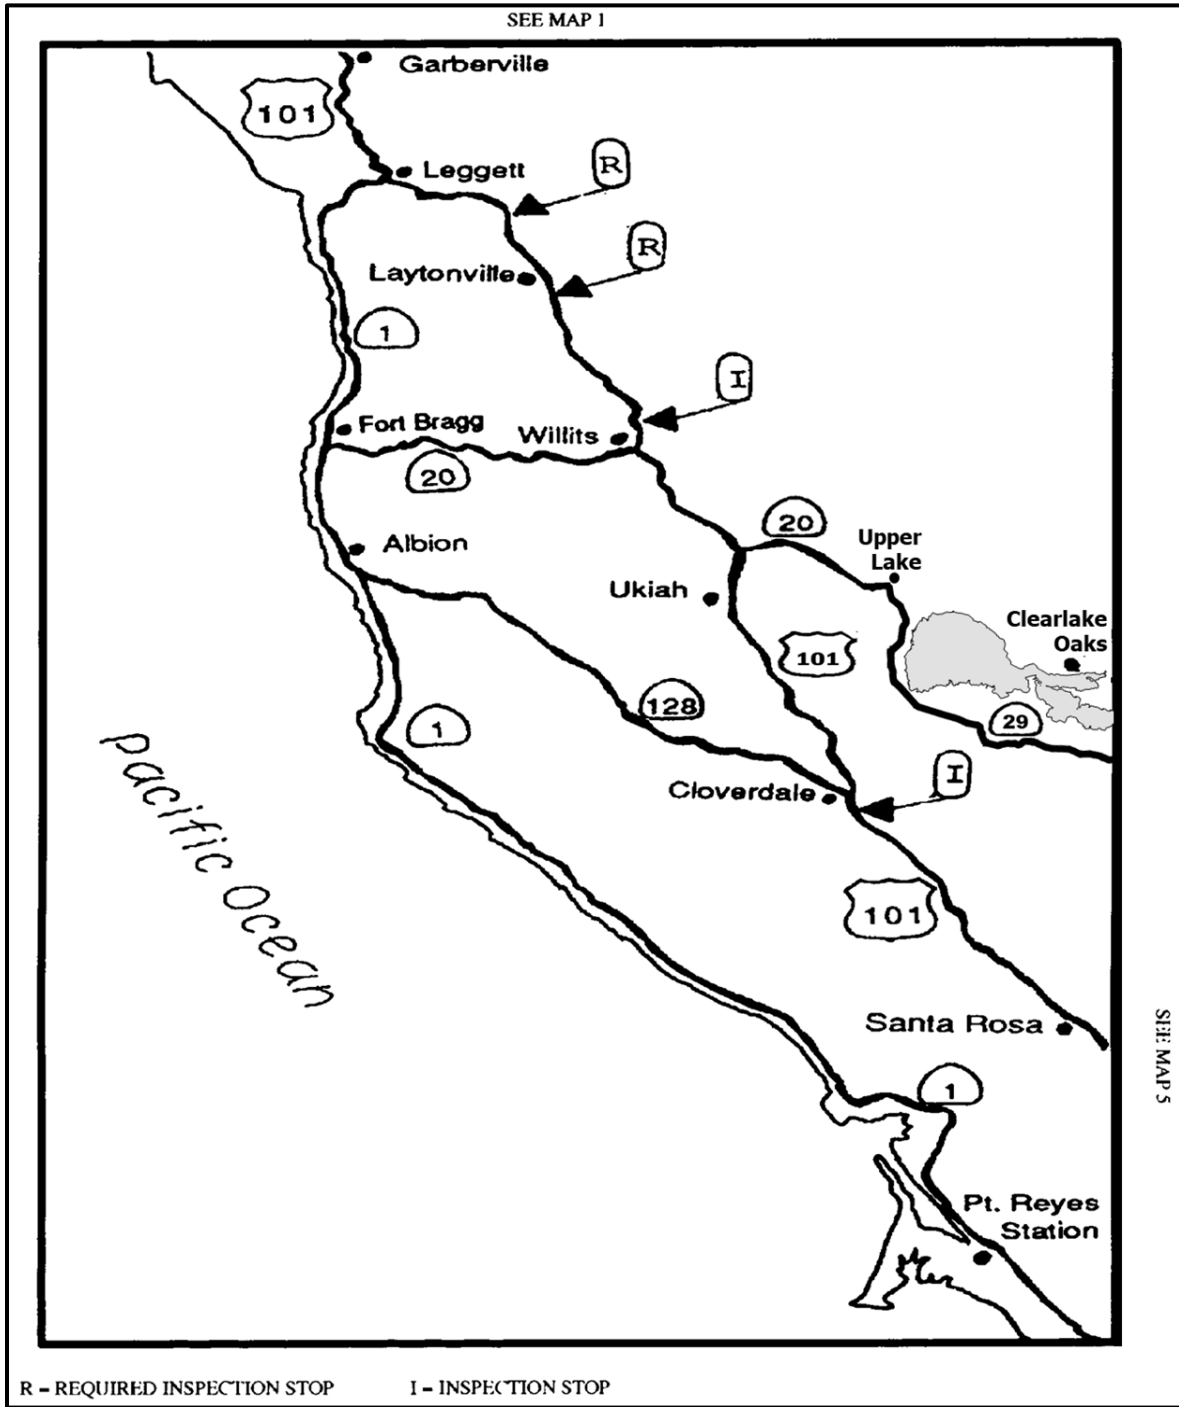 SEE MAP 1
Garberville
101
Leggett
R
R
Laytonville
1
I
Fort Bragg
Willits
20
20
Upper
Lake
Albion
Ukiah
Clearlake
Oaks
101
128
1
29
I
Cloverdale
101
pacific Ocean
Santa Rosa
SEE MAP 5
1
Pt. Reyes
Station
R – REQUIRED INSPECTION STOP
I – INSPECTION STOP